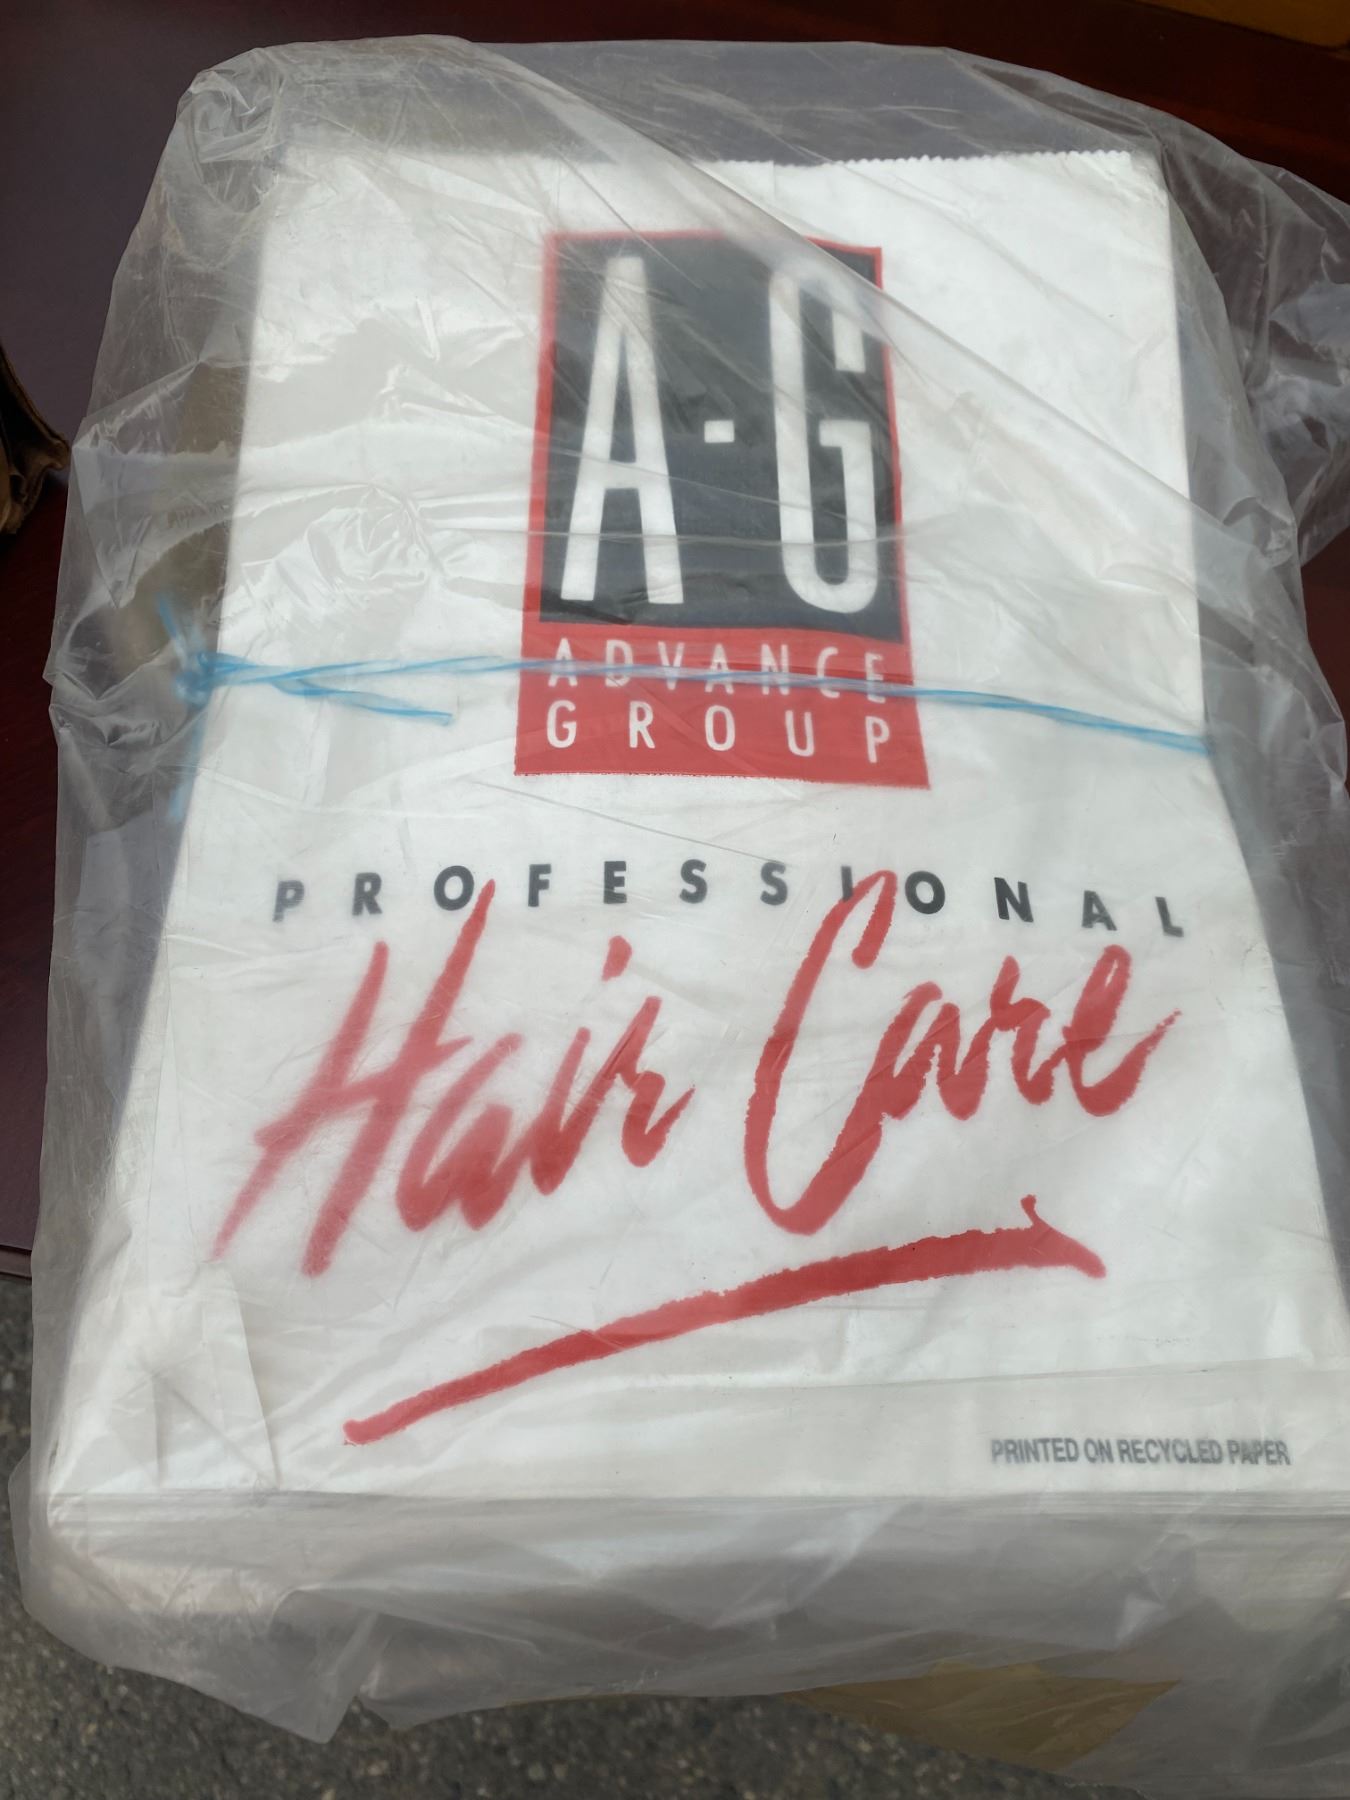 A-G
ADVANCE
GROUP
PROFESSIONAL
Hair Care
PRINTED ON RECYCLED PAPER